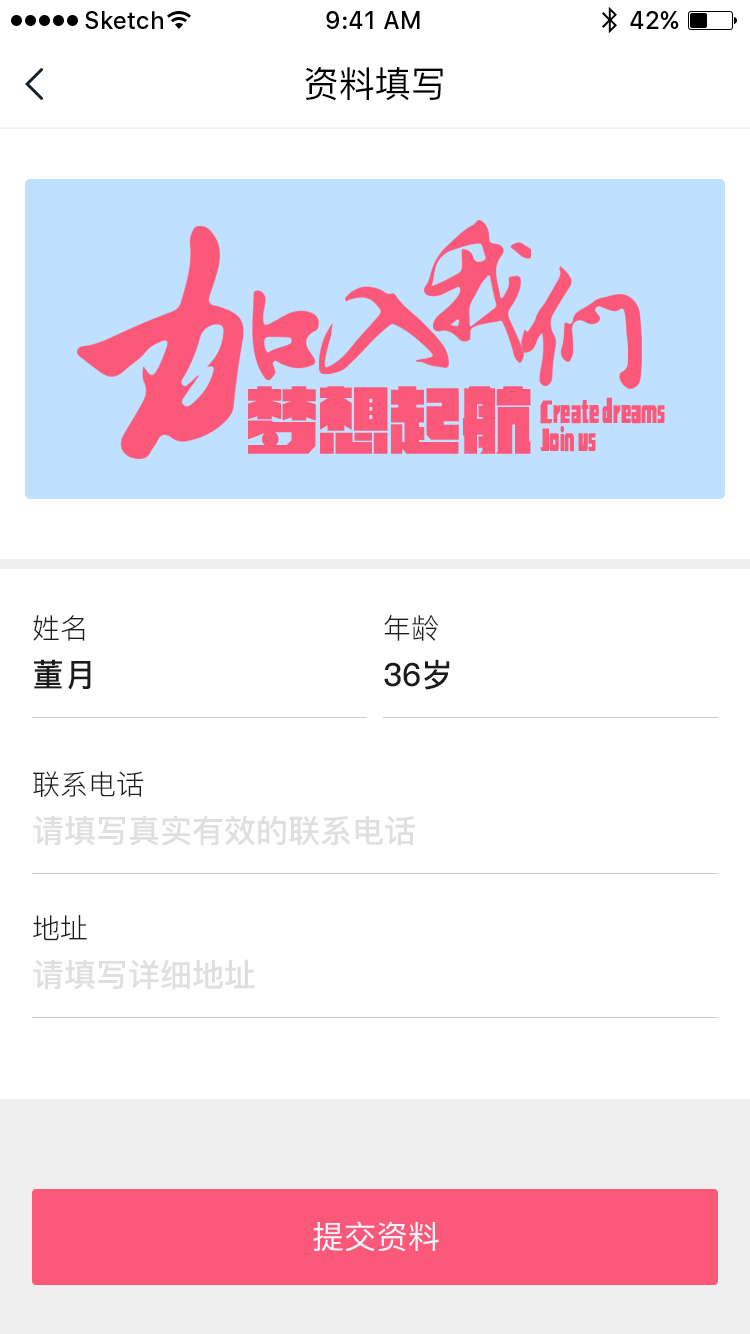 Sketch 9:41 AM 42%
资料填写
加入我们
梦想起航 Create dreams
Join us
姓名 年龄
董月 36岁
联系电话
请填写真实有效的联系电话
地址
请填写详细地址
提交资料